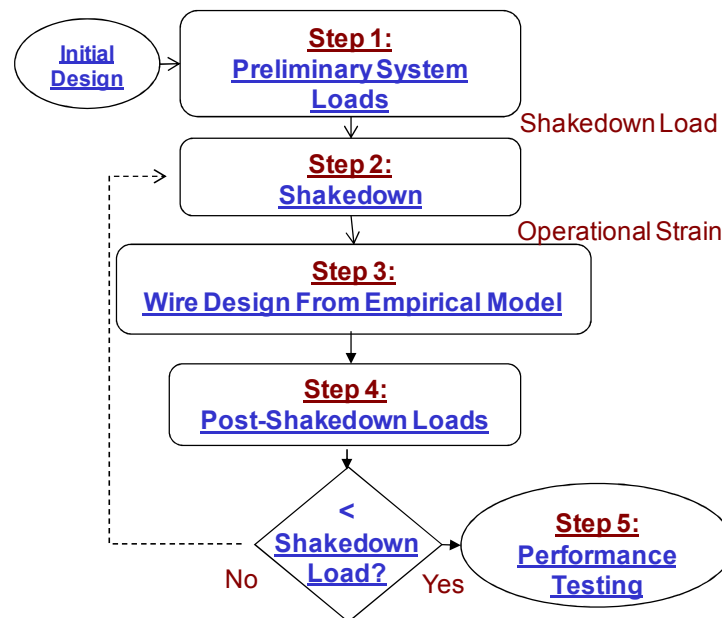 Initial
Design
Step 1:
Preliminary System
Loads
Shakedown Load
Step 2:
Shakedown
Operational Strain
Step 3:
Wire Design From Empirical Model
Step 4:
Post-Shakedown Loads
<
Shakedown
Load?
No
Yes
Step 5:
Performance
Testing